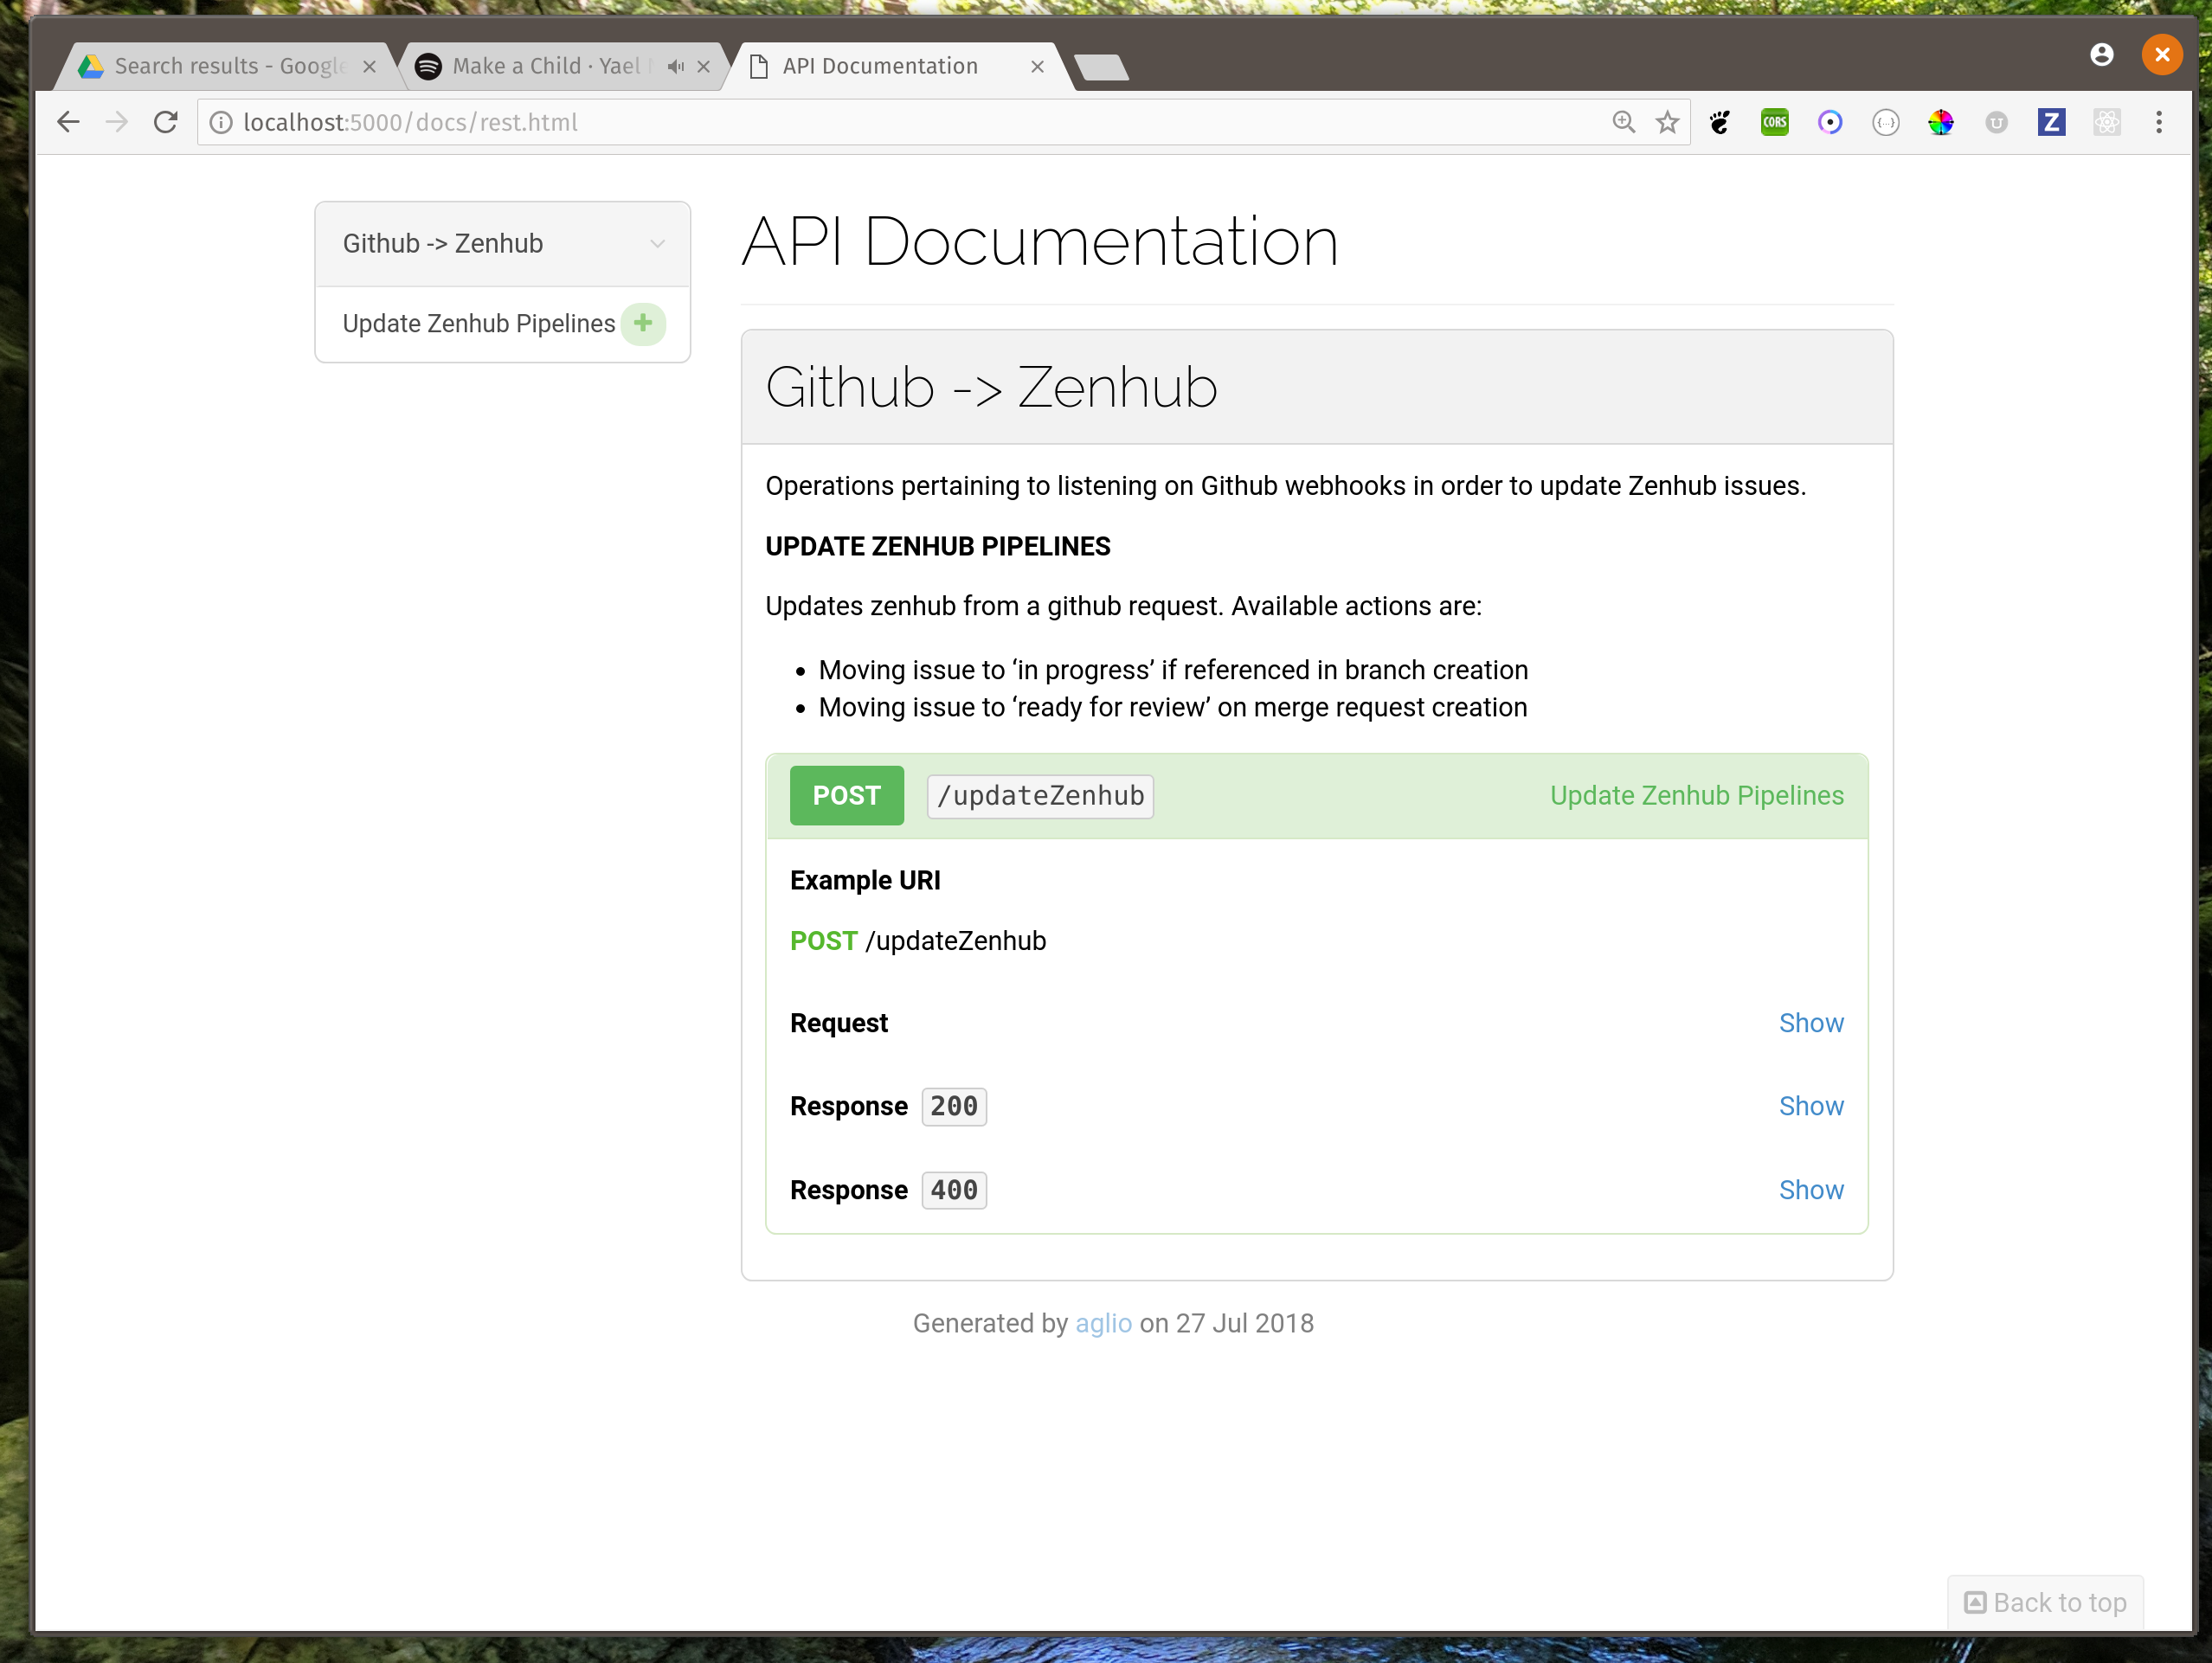 Search results - Google
Make a Child · Yael
API Documentation
localhost:5000/docs/rest.html
CORS
{...}
U
Z
Github -> Zenhub
Update Zenhub Pipelines
API Documentation
Github -> Zenhub
Operations pertaining to listening on Github webhooks in order to update Zenhub issues.
UPDATE ZENHUB PIPELINES
Updates zenhub from a github request. Available actions are:
• Moving issue to ‘in progress’ if referenced in branch creation
• Moving issue to ‘ready for review’ on merge request creation
POST /updateZenhub Update Zenhub Pipelines
Example URI
POST /updateZenhub
Request Show
Response 200 Show
Response 400 Show
Generated by aglio on 27 Jul 2018
Back to top